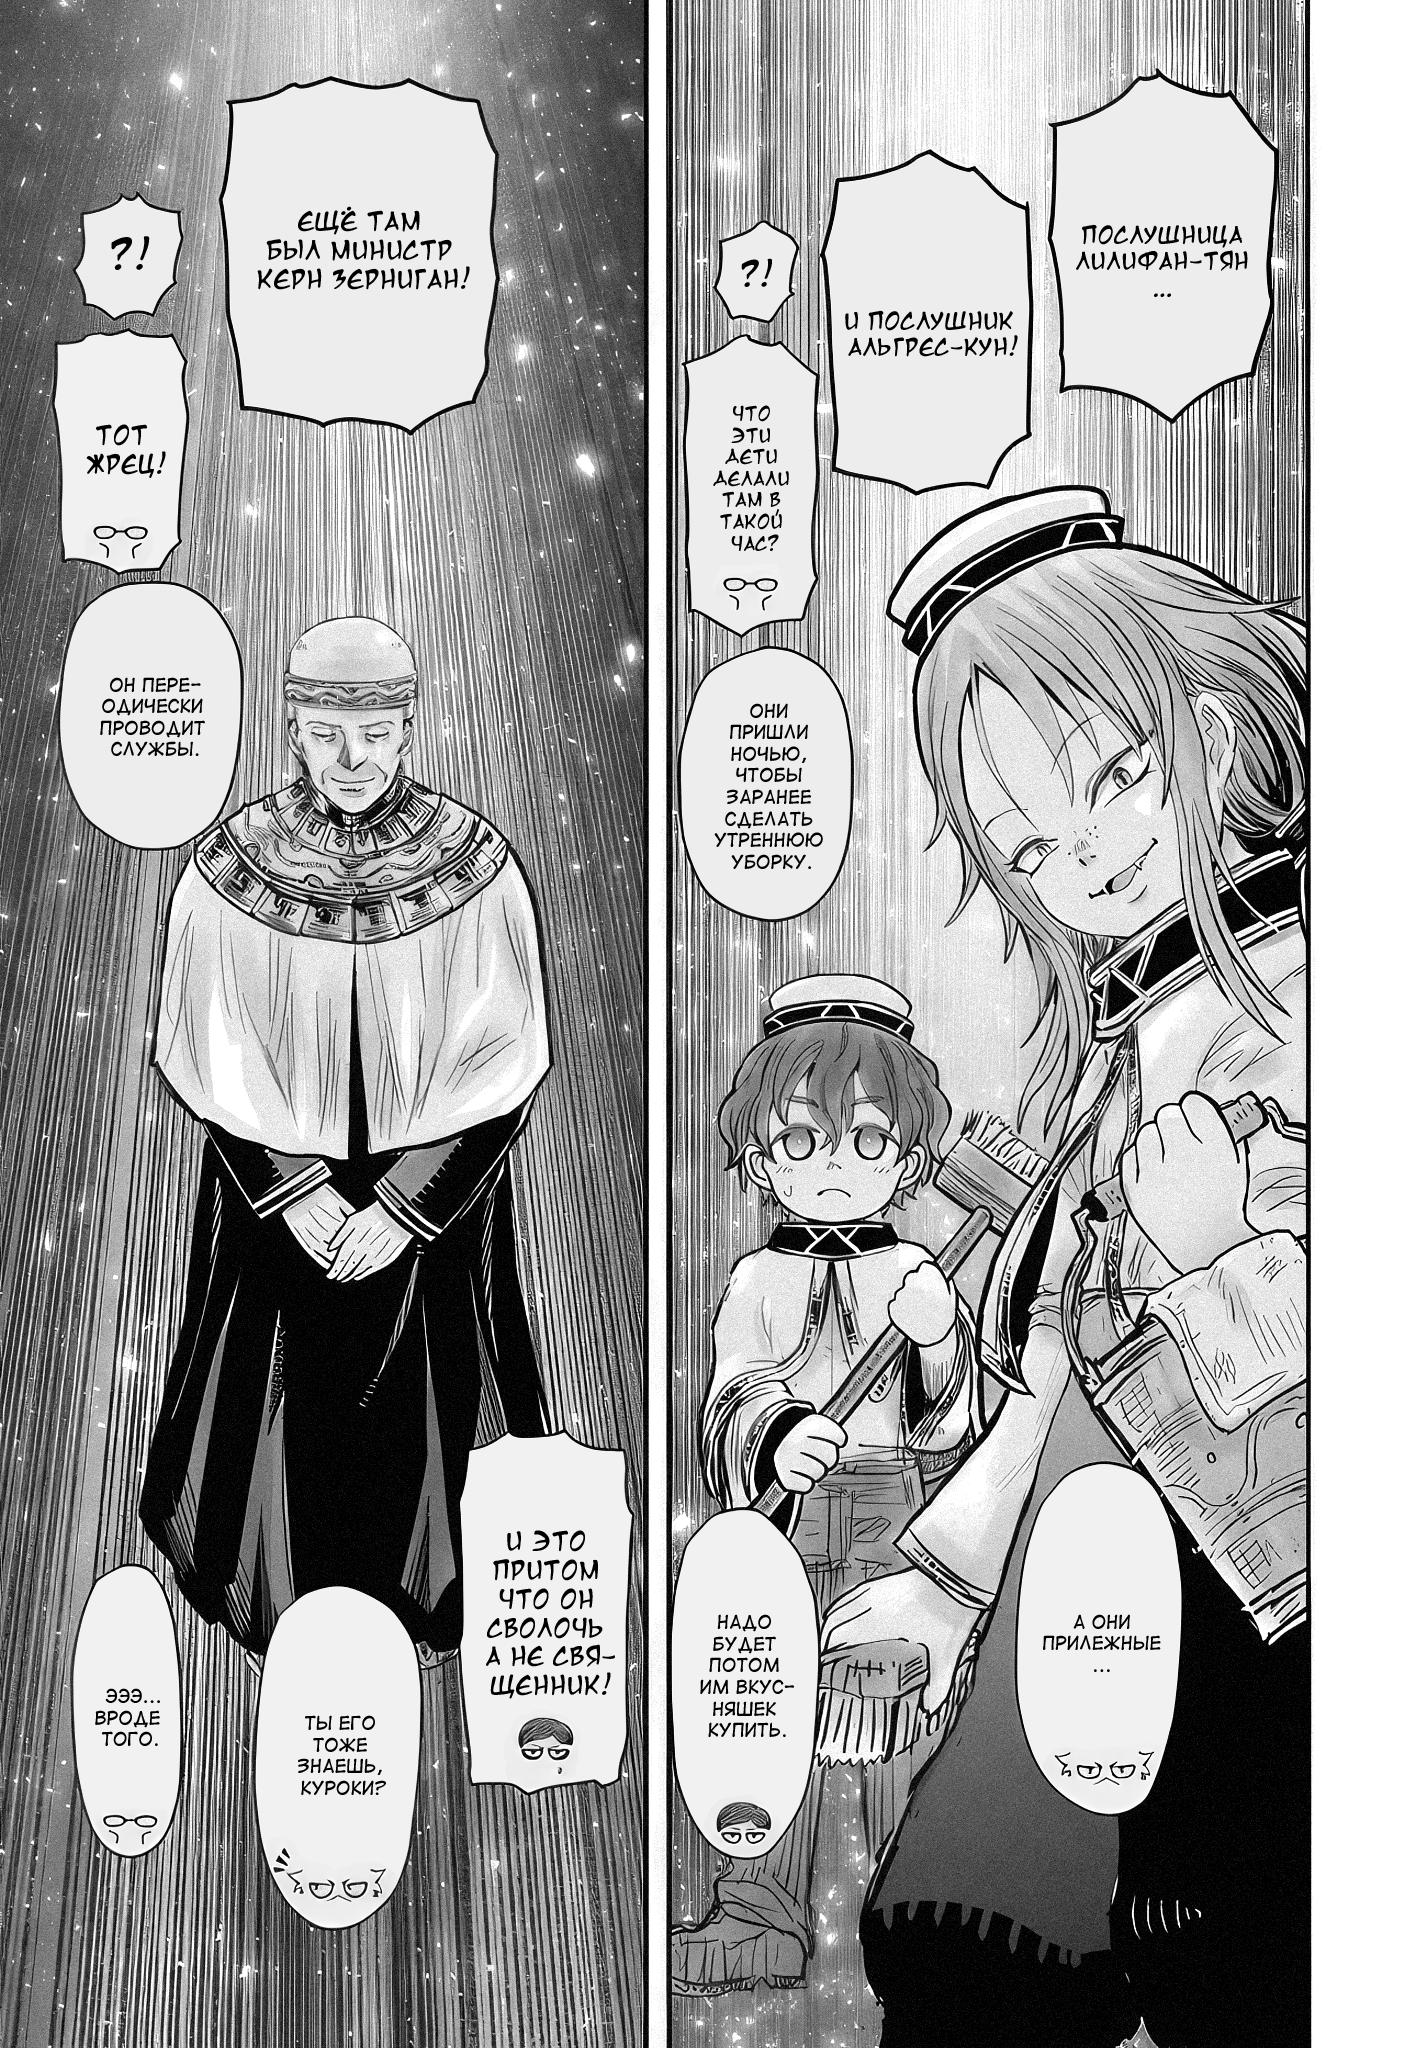 ПОСЛУШНИЦА
ЛИЛИФАН-ТЯН
...
И ПОСЛУШНИК
АЛЬГРЕС-КУН!
?!
ЧТО
ЭТИ
ДЕТИ
ДЕЛАЛИ
ТАМ В
ТАКОЙ
ЧАС?
ОНИ
ПРИШЛИ
НОЧЬЮ,
ЧТОБЫ
ЗАРАНЕЕ
СДЕЛАТЬ
УТРЕННЮЮ
УБОРКУ.
А ОНИ
ПРИЛЕЖНЫЕ
...
НАДО
БУДЕТ
ПОТОМ
ИМ ВКУС-
НЯШЕК
КУПИТЬ.
ЕЩЁ ТАМ
БЫЛ МИНИСТР
КЕРН ЗЕРНИГАН!
?!
ТОТ
ЖРЕЦ!
ОН ПЕРЕ-
ОДИЧЕСКИ
ПРОВОДИТ
СЛУЖБЫ.
И ЭТО
ПРИТОМ
ЧТО ОН
СВОЛОЧЬ
А НЕ СВЯ-
ЩЕННИК!
ТЫ ЕГО
ТОЖЕ
ЗНАЕШЬ,
КУРОКИ?
ЭЭЭ...
ВРОДЕ
ТОГО.